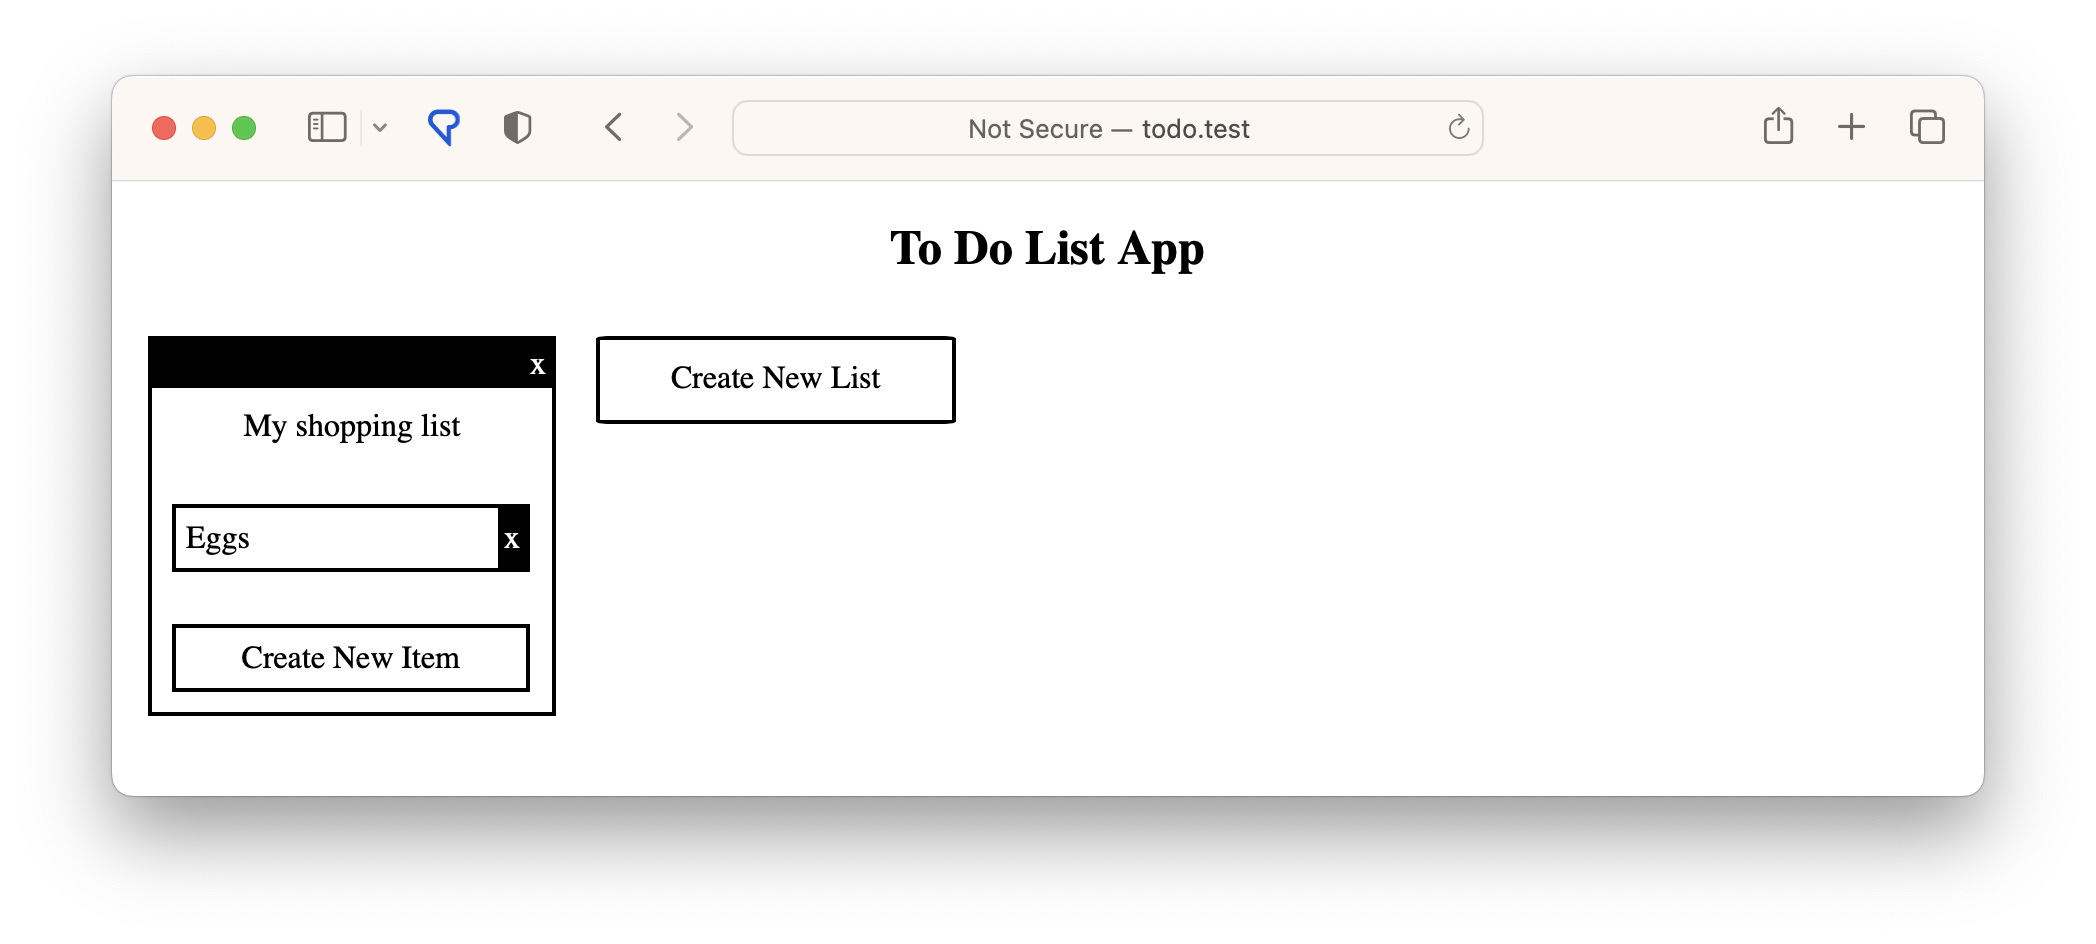 Not Secure — todo.test
To Do List App
x
Create New List
My shopping list
Eggs
x
Create New Item